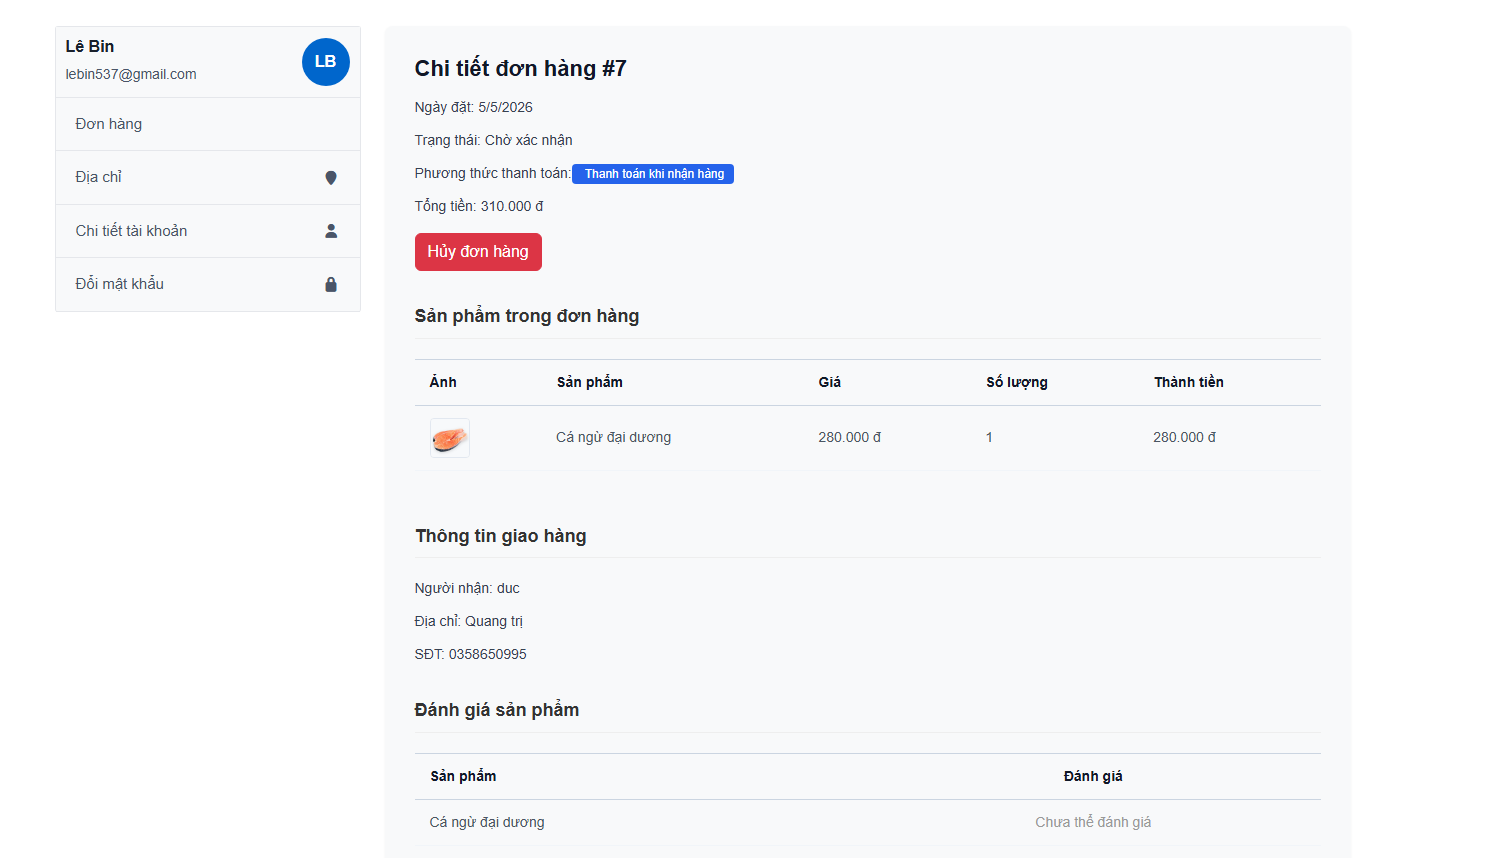 Lê Bin
lebin537@gmail.com
LB
Đơn hàng
Địa chỉ
Chi tiết tài khoản
Đổi mật khẩu
Chi tiết đơn hàng #7
Ngày đặt: 5/5/2026
Trạng thái: Chờ xác nhận
Phương thức thanh toán: Thanh toán khi nhận hàng
Tổng tiền: 310.000 đ
Hủy đơn hàng
Sản phẩm trong đơn hàng
Ảnh Sản phẩm Giá Số lượng Thành tiền
Cá ngừ đại dương 280.000 đ 1 280.000 đ
Thông tin giao hàng
Người nhận: duc
Địa chỉ: Quang trị
SĐT: 0358650995
Đánh giá sản phẩm
Sản phẩm Đánh giá
Cá ngừ đại dương Chưa thể đánh giá